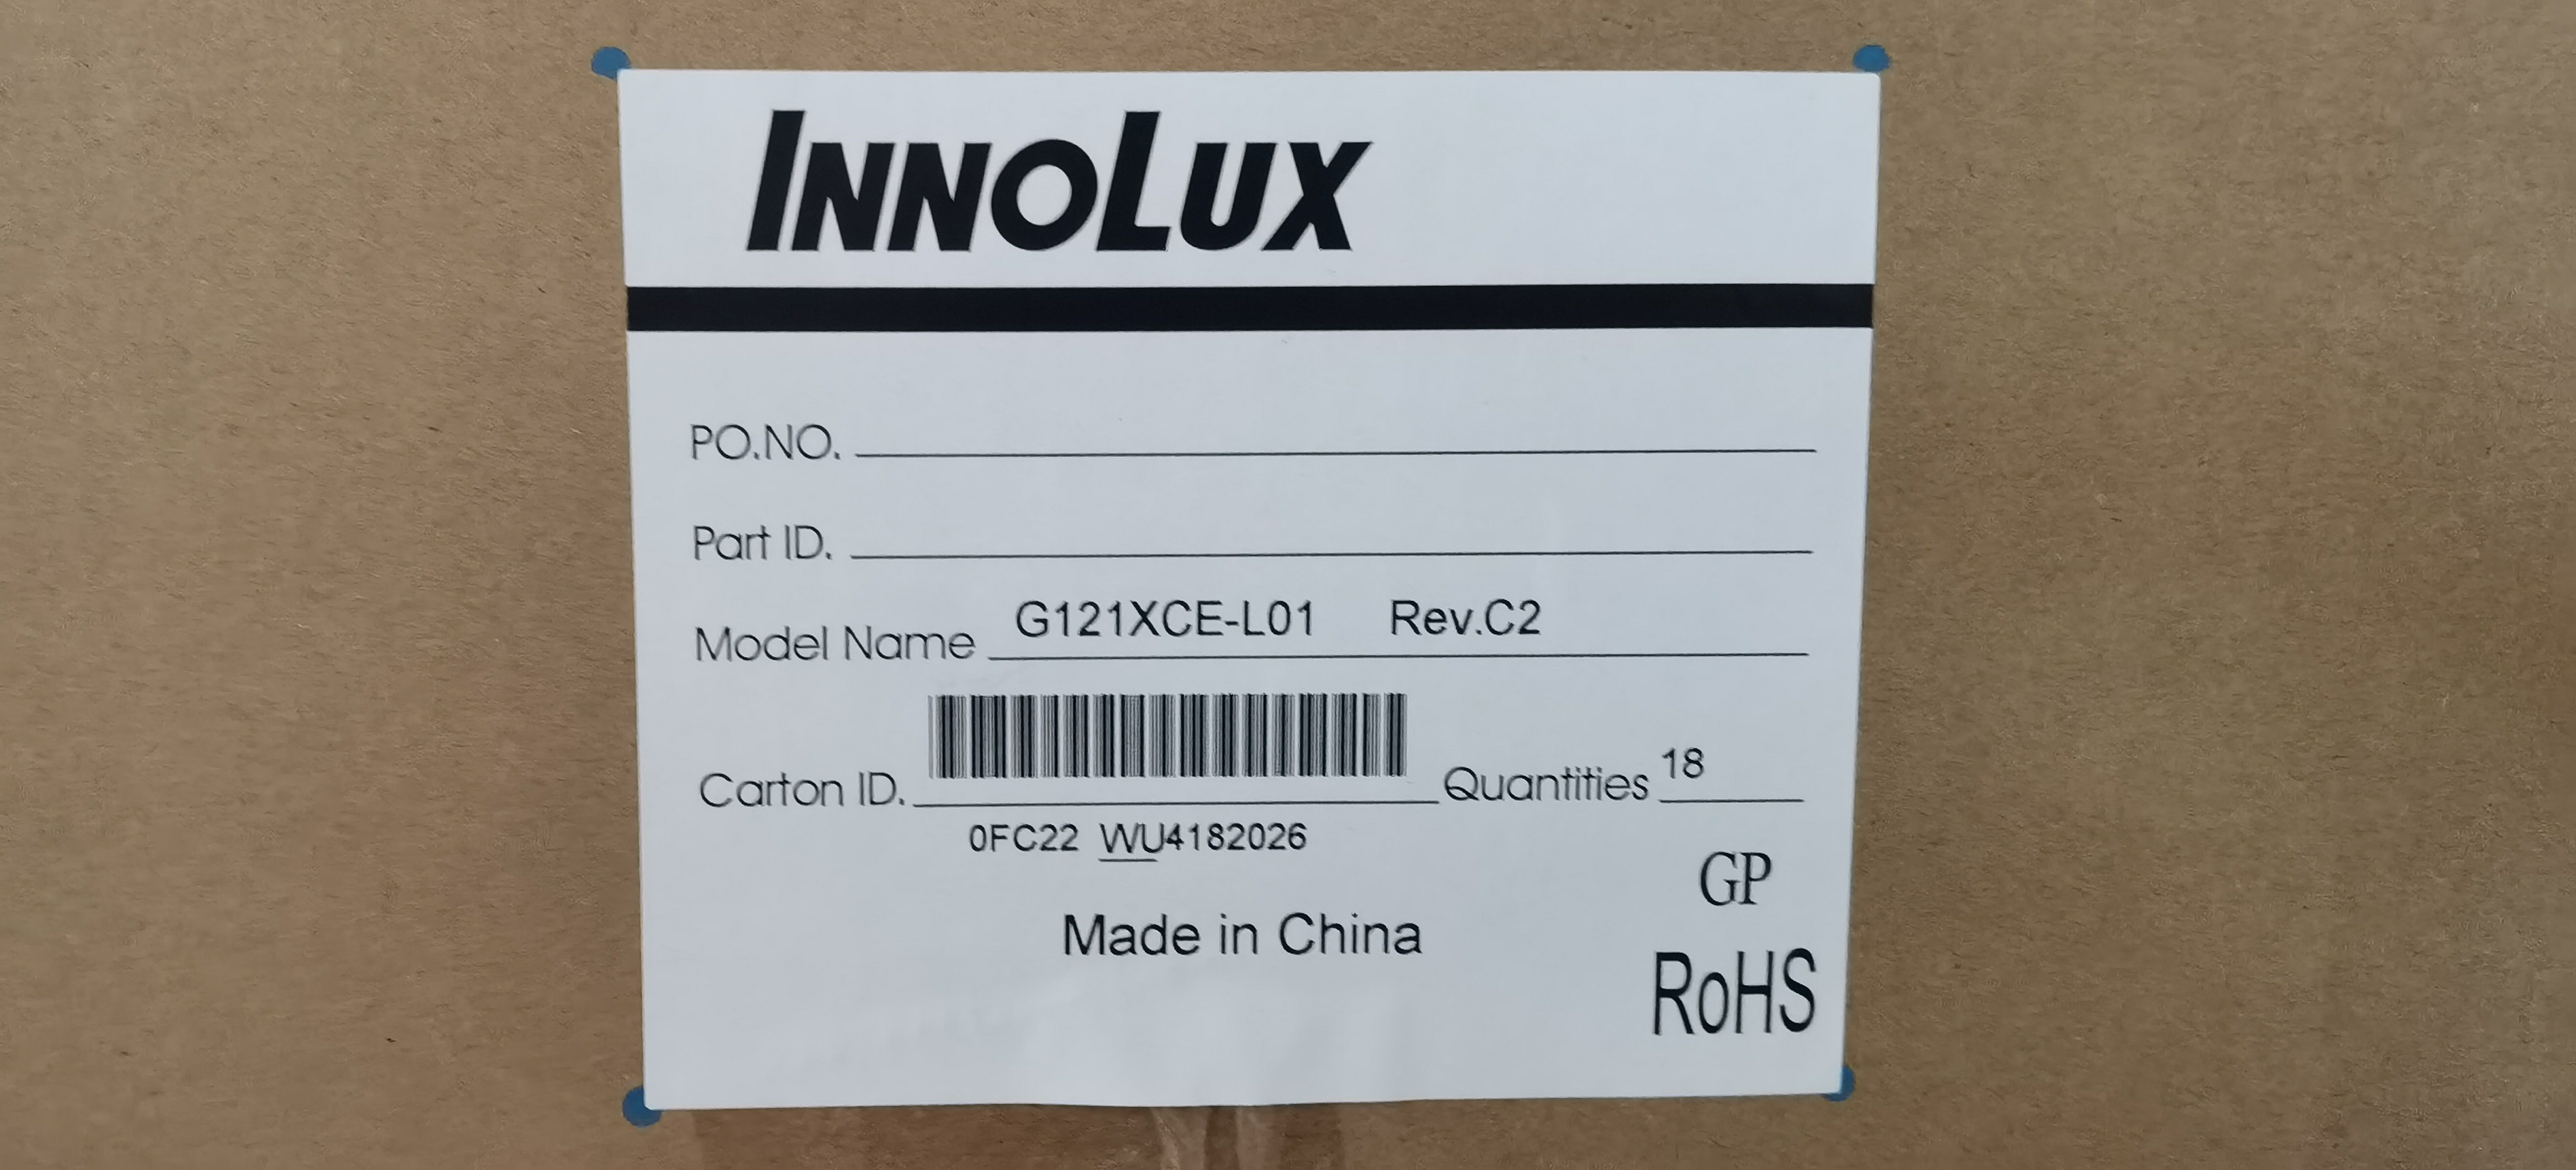 INNOLUX
PO.NO.
Part ID.
Model Name G121XCE-L01 Rev.C2
Carton ID. Quantities 18
0FC22 WU4182026
GP
Made in China
RoHS